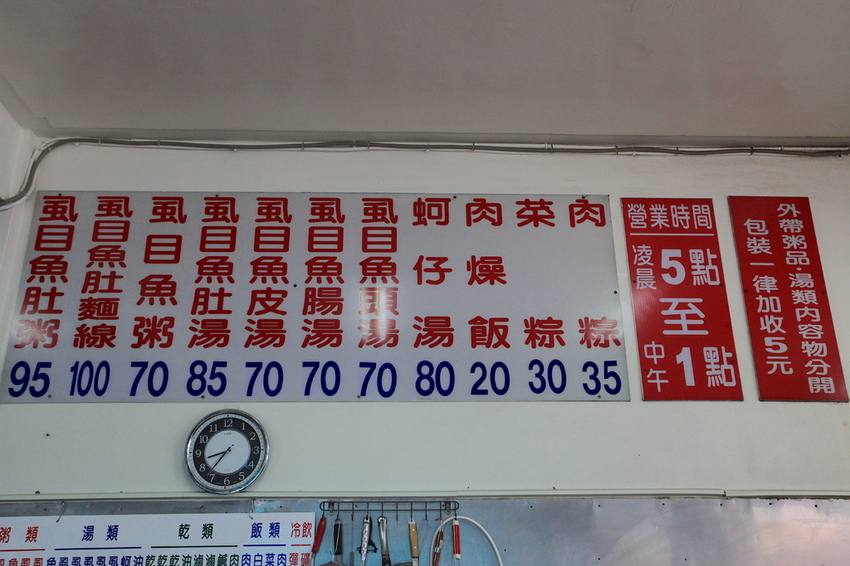 虱目魚肚粥 95
虱目魚肚麵線 100
虱目魚粥 70
虱目魚肚湯 85
虱目魚皮湯 70
虱目魚腸湯 70
虱目魚頭湯 70
蚵仔湯 80
肉燥飯 20
菜粽 30
肉粽 35
營業時間
凌晨5點
至
中午1點
外帶粥品、湯類內容物分開
包裝一律加收5元
粥類
湯類
乾類
飯類
冷飲